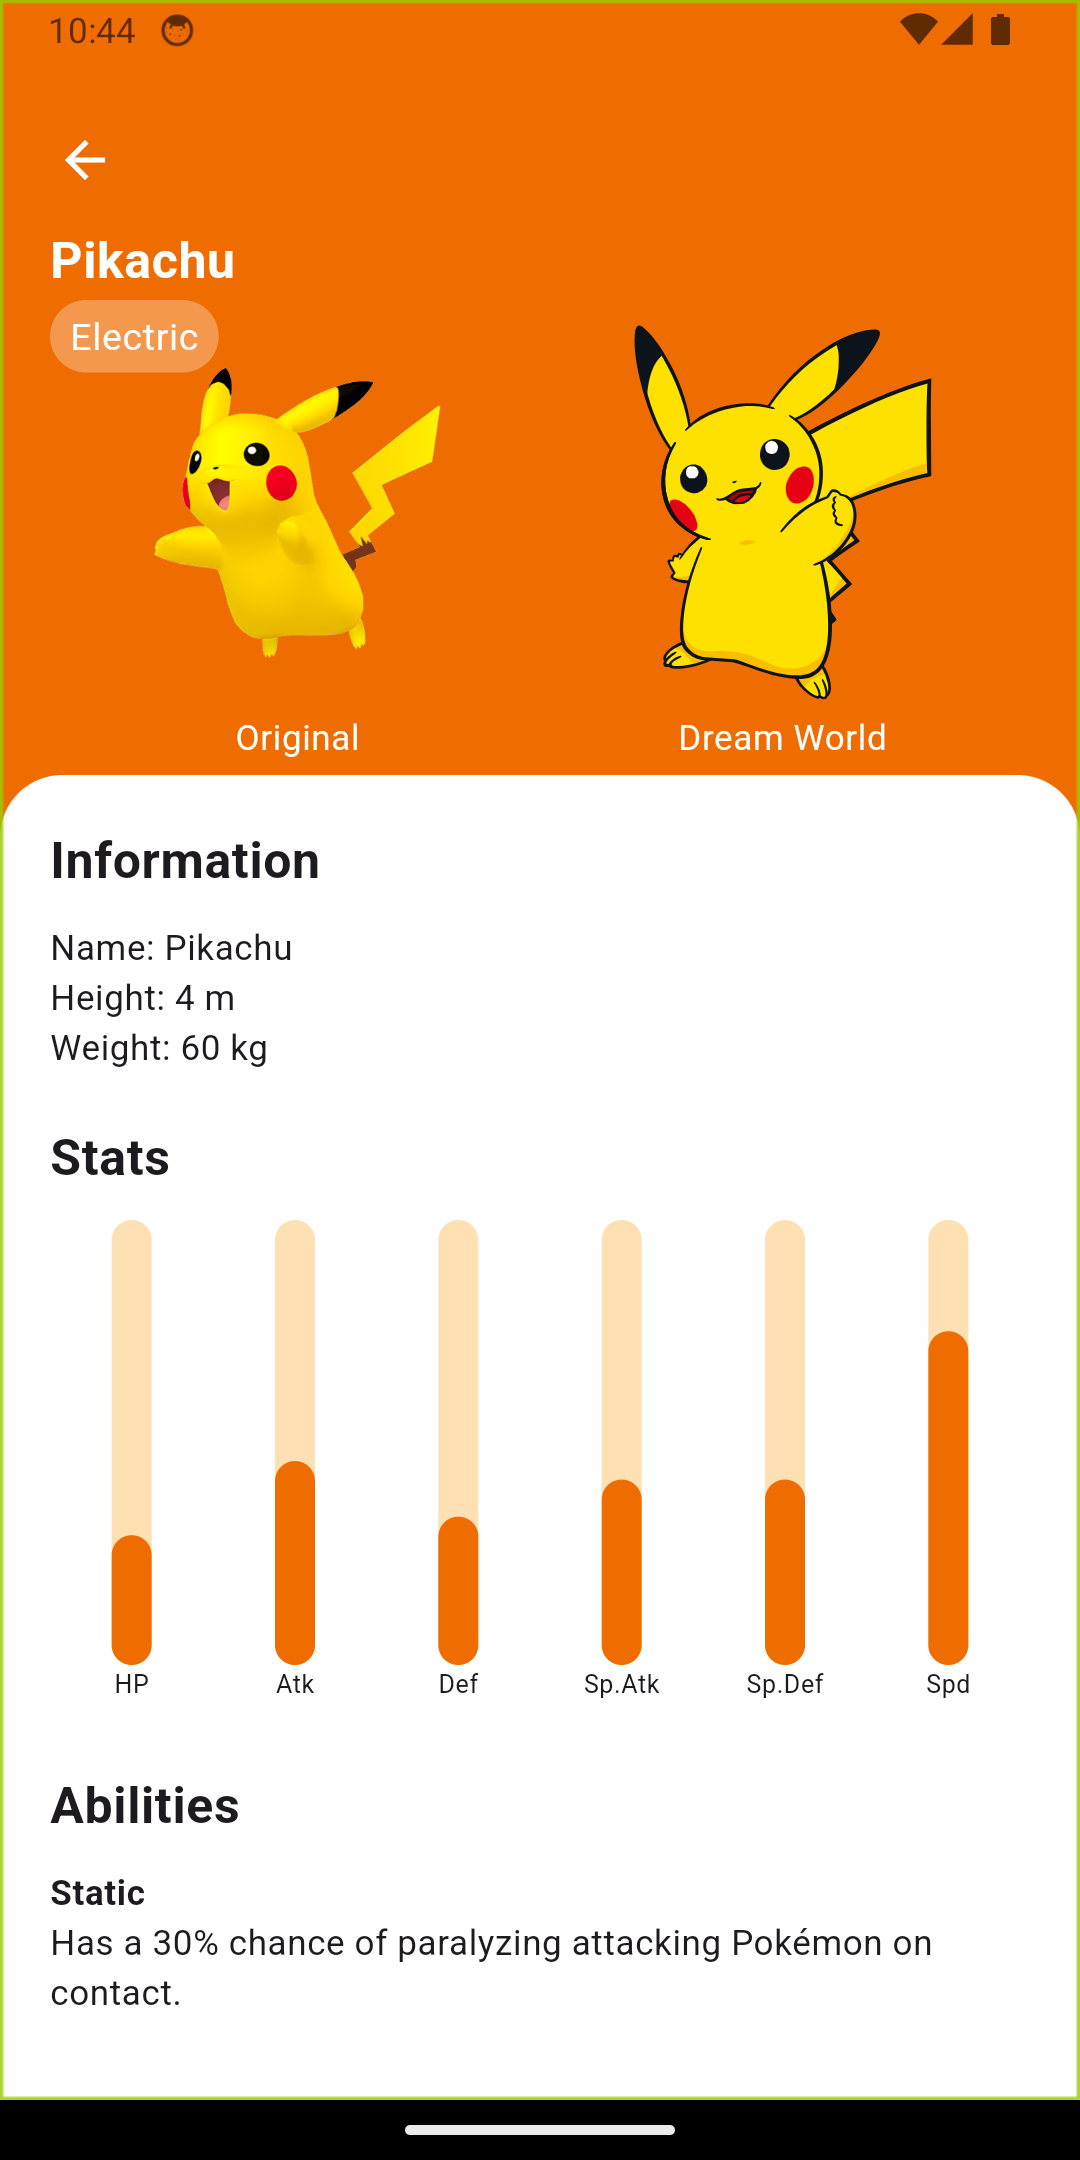 10:44
Pikachu
Electric
Original
Dream World
Information
Name: Pikachu
Height: 4 m
Weight: 60 kg
Stats
HP
Atk
Def
Sp.Atk
Sp.Def
Spd
Abilities
Static
Has a 30% chance of paralyzing attacking Pokémon on
contact.